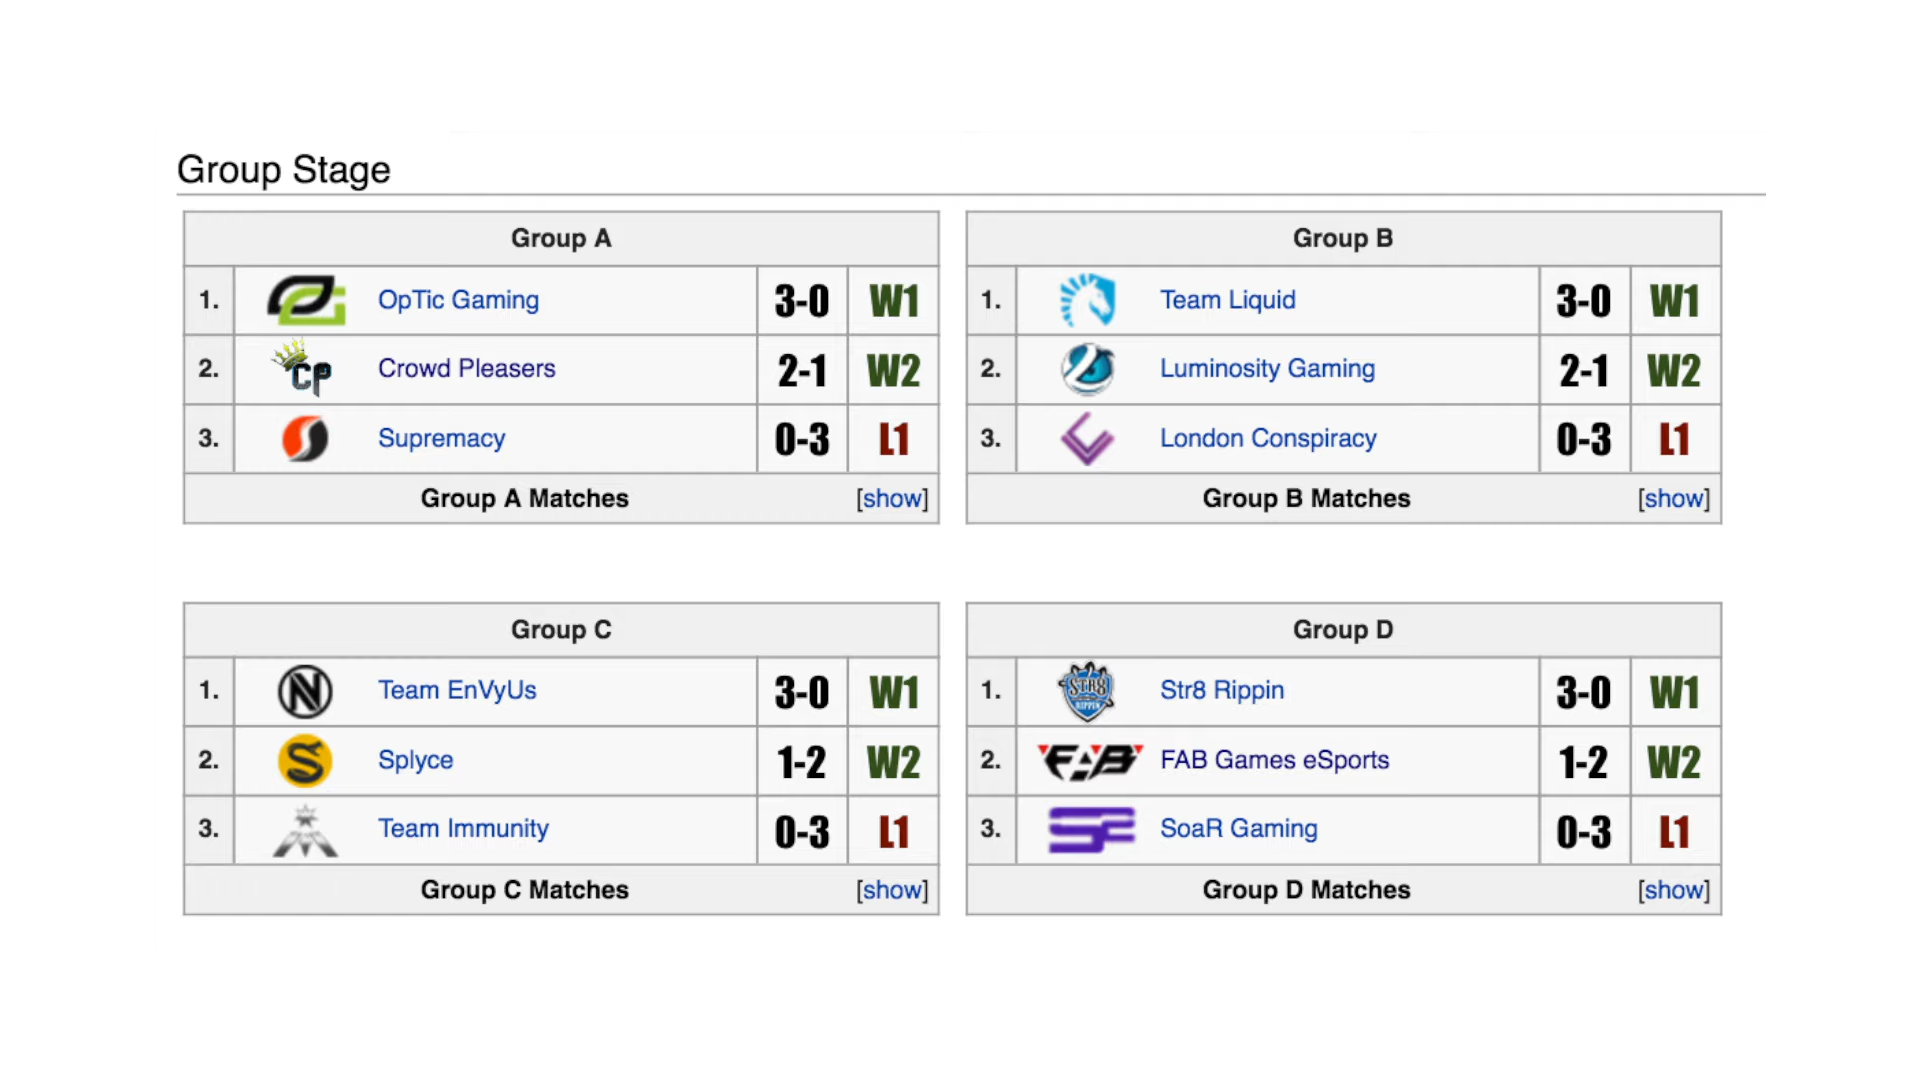 Group Stage
Group A
1. OpTic Gaming 3-0 W1
2. CP Crowd Pleasers 2-1 W2
3. Supremacy 0-3 L1
Group A Matches [show]
Group B
1. Team Liquid 3-0 W1
2. Luminosity Gaming 2-1 W2
3. London Conspiracy 0-3 L1
Group B Matches [show]
Group C
1. Team EnVyUs 3-0 W1
2. Splyce 1-2 W2
3. Team Immunity 0-3 L1
Group C Matches [show]
Group D
1. STR8 RIPPIN Str8 Rippin 3-0 W1
2. FAB FAB Games eSports 1-2 W2
3. SoaR Gaming 0-3 L1
Group D Matches [show]